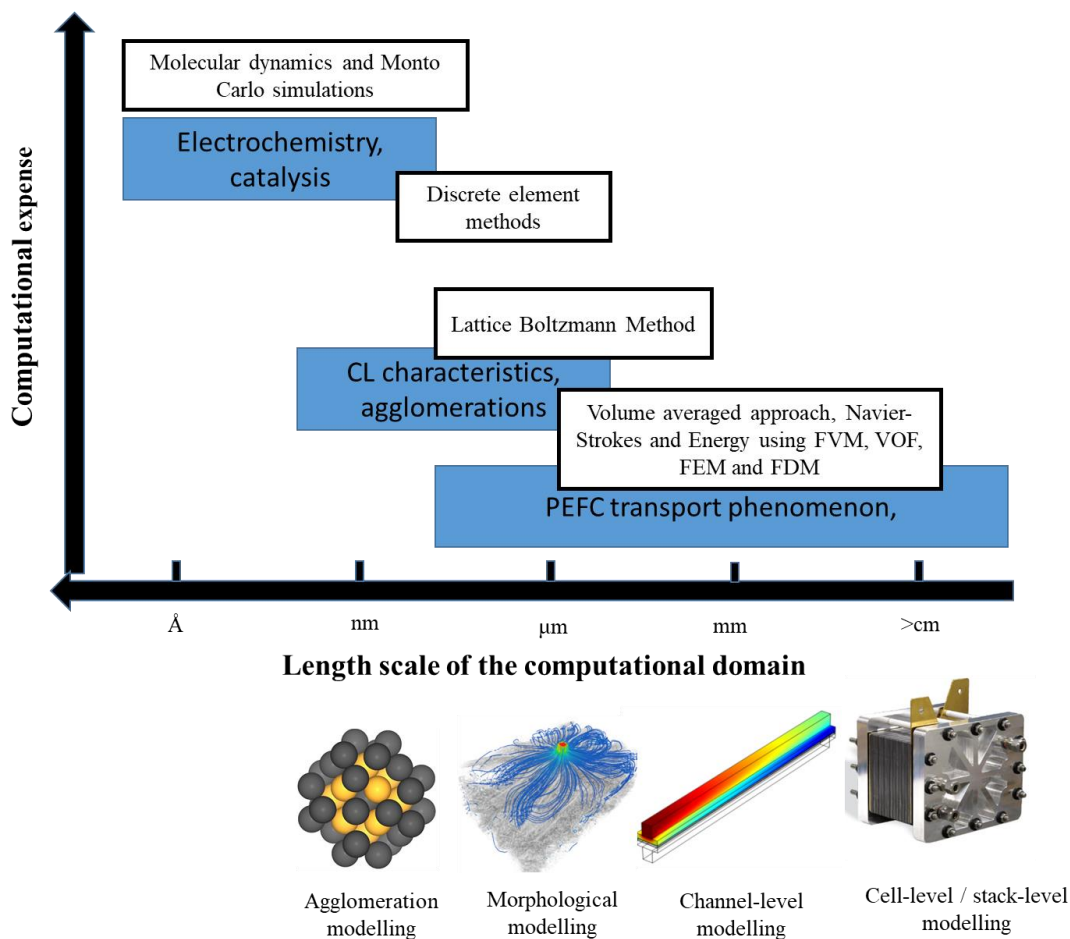 Computational expense
Molecular dynamics and Monto
Carlo simulations
Electrochemistry,
catalysis
Discrete element
methods
Lattice Boltzmann Method
CL characteristics,
agglomerations
Volume averaged approach, Navier-
Strokes and Energy using FVM, VOF,
FEM and FDM
PEFC transport phenomenon,
Å
nm
μm
mm
>cm
Length scale of the computational domain
Agglomeration
modelling
Morphological
modelling
Channel-level
modelling
Cell-level / stack-level
modelling